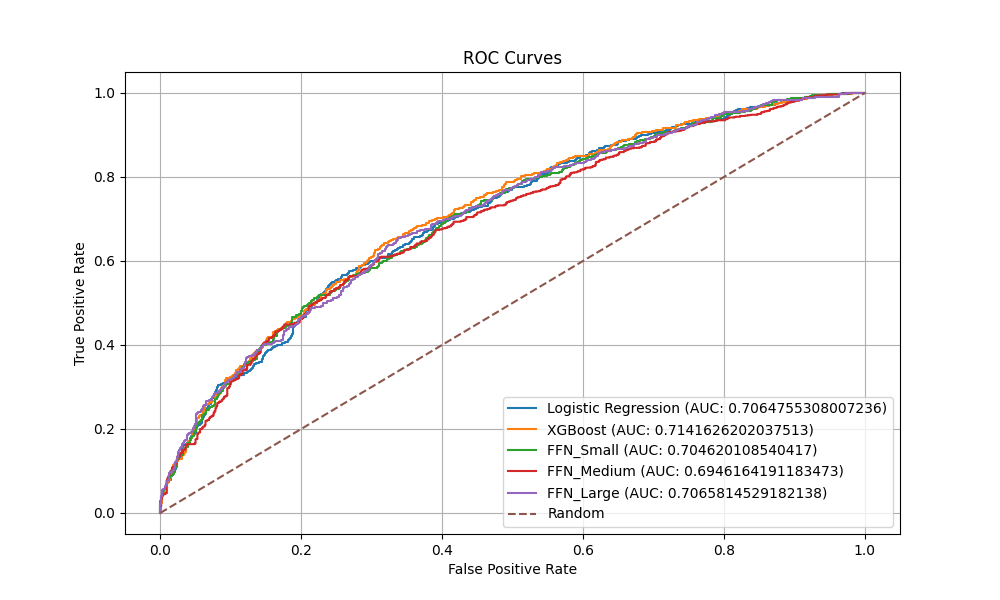 ROC Curves
1.0
0.8
0.6
0.4
0.2
0.0
True Positive Rate
Logistic Regression (AUC: 0.7064755308007236)
XGBoost (AUC: 0.7141626202037513)
FFN_Small (AUC: 0.704620108540417)
FFN_Medium (AUC: 0.6946164191183473)
FFN_Large (AUC: 0.7065814529182138)
Random
0.0 0.2 0.4 0.6 0.8 1.0
False Positive Rate